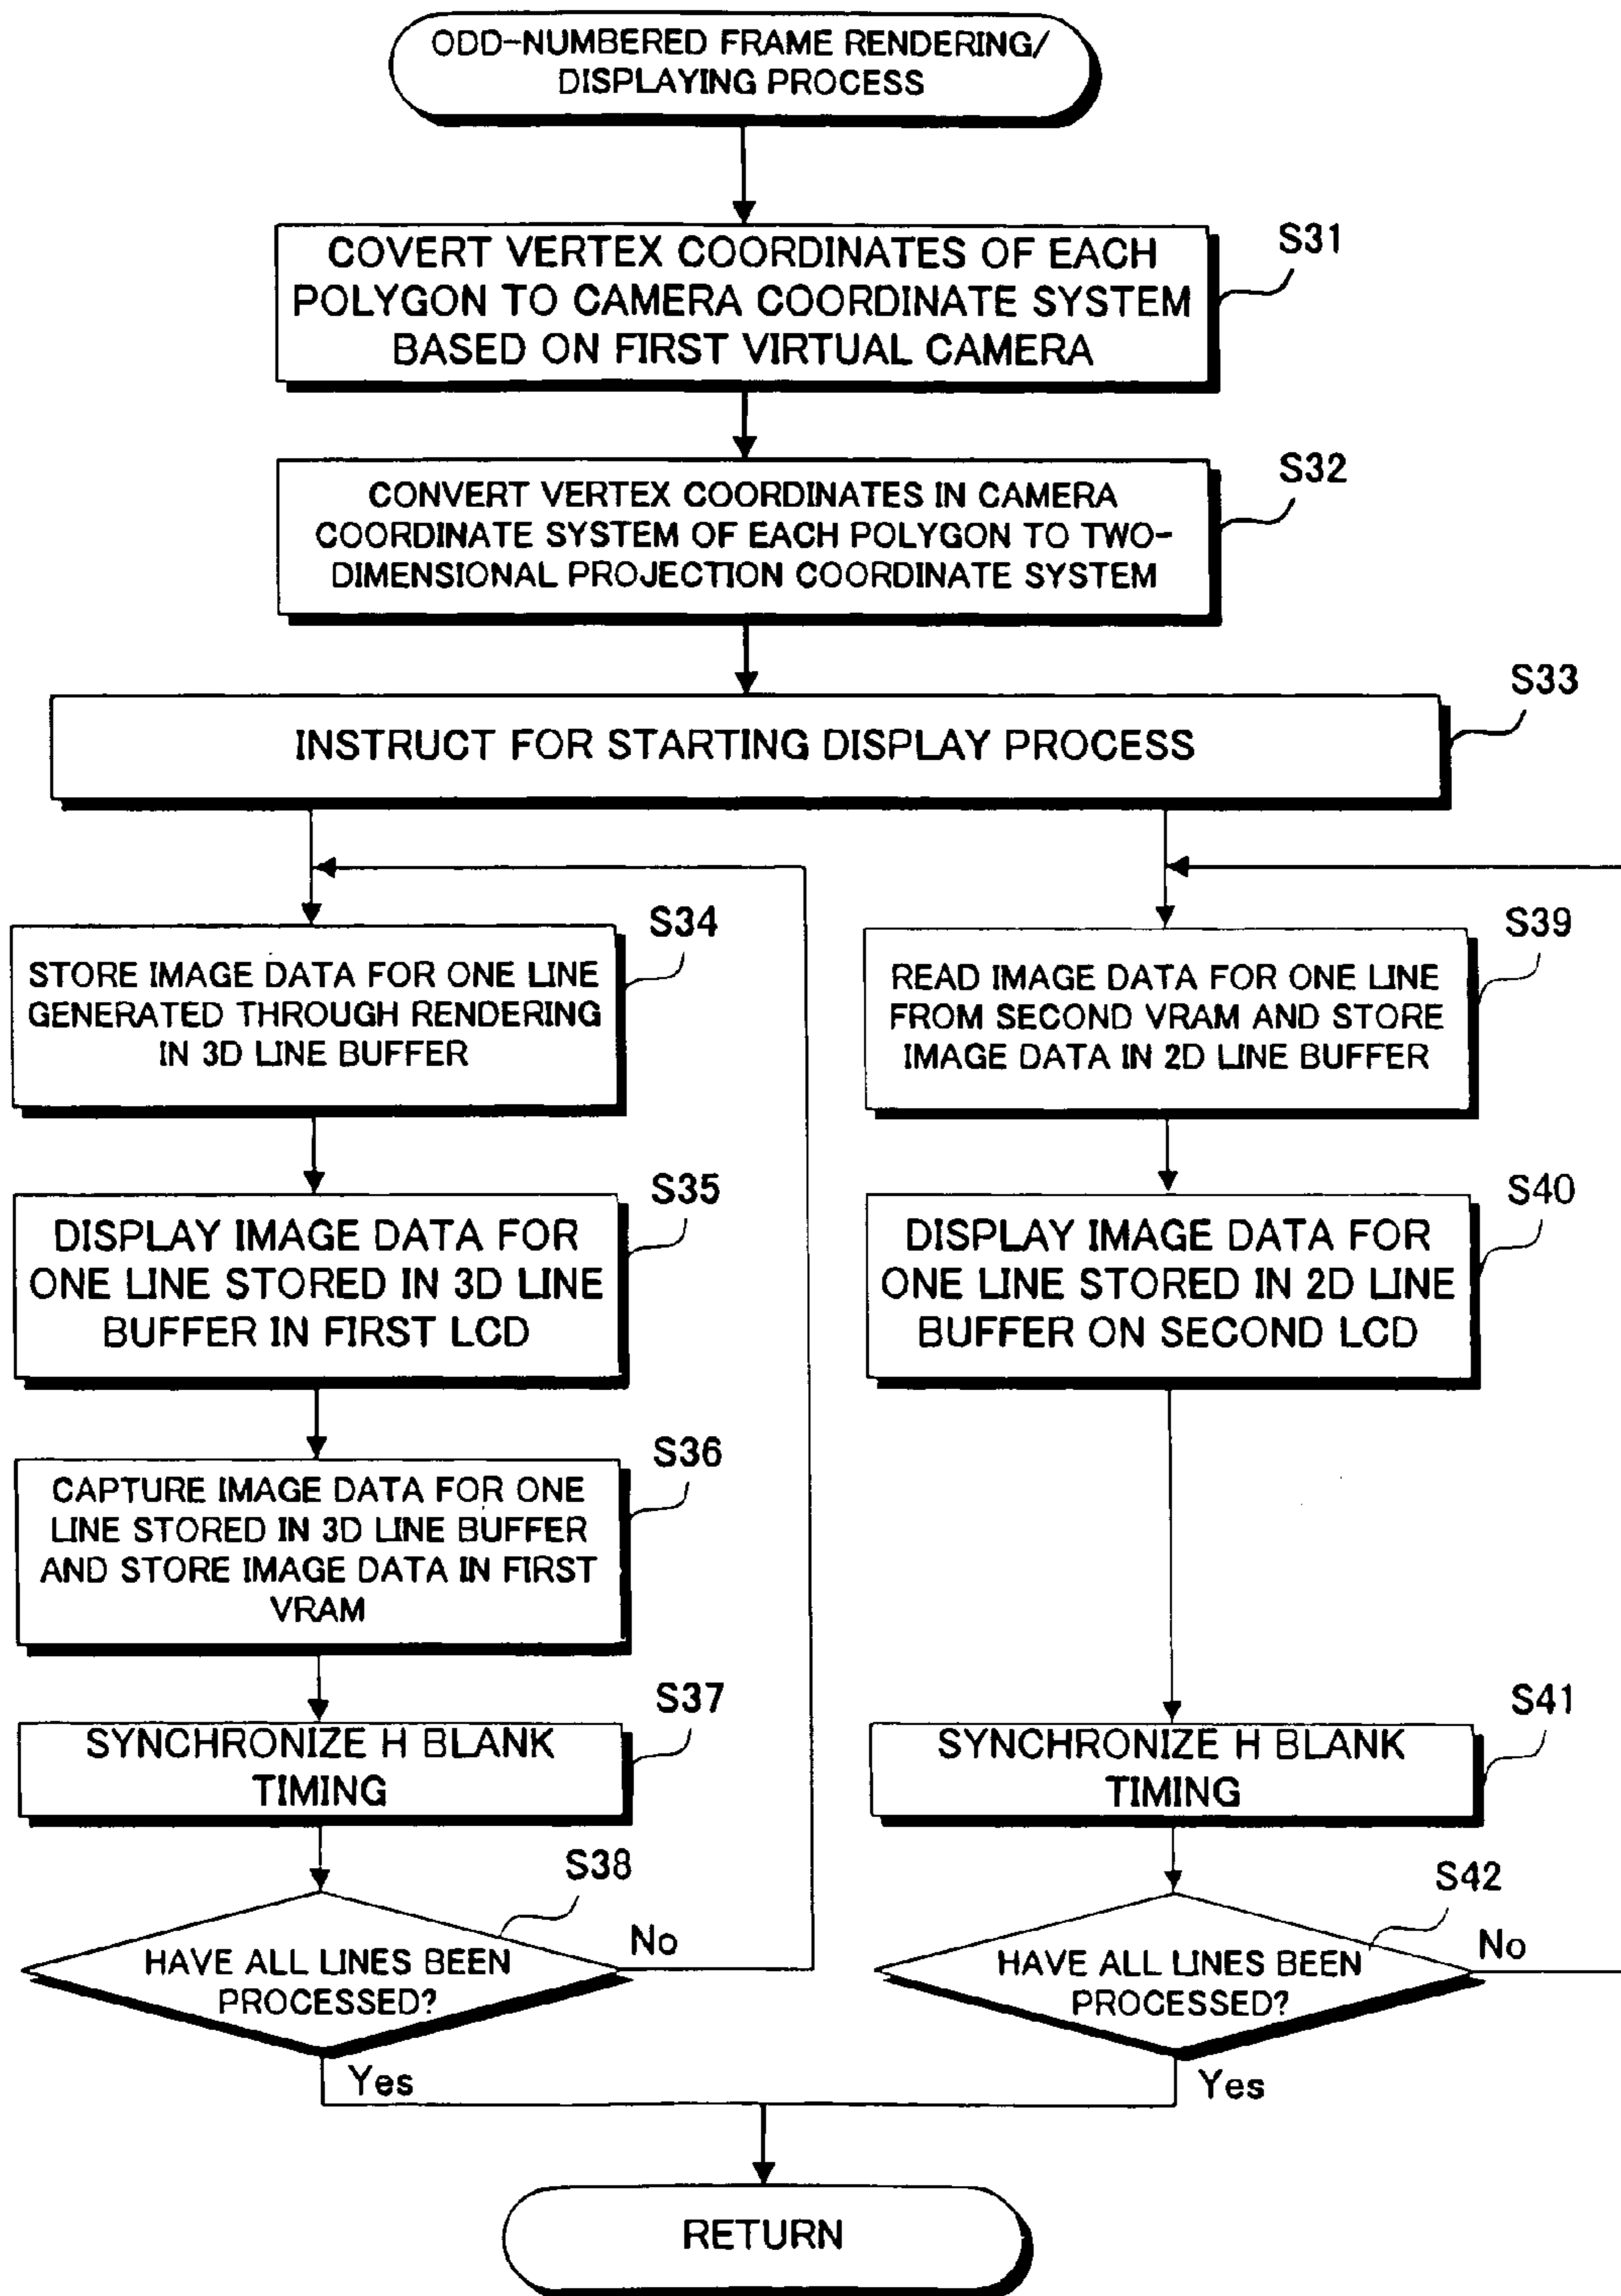 ODD-NUMBERED FRAME RENDERING/
DISPLAYING PROCESS
S31
COVERT VERTEX COORDINATES OF EACH
POLYGON TO CAMERA COORDINATE SYSTEM
BASED ON FIRST VIRTUAL CAMERA
S32
CONVERT VERTEX COORDINATES IN CAMERA
COORDINATE SYSTEM OF EACH POLYGON TO TWO-
DIMENSIONAL PROJECTION COORDINATE SYSTEM
S33
INSTRUCT FOR STARTING DISPLAY PROCESS
S34
STORE IMAGE DATA FOR ONE LINE
GENERATED THROUGH RENDERING
IN 3D LINE BUFFER
S35
DISPLAY IMAGE DATA FOR
ONE LINE STORED IN 3D LINE
BUFFER IN FIRST LCD
S36
CAPTURE IMAGE DATA FOR ONE
LINE STORED IN 3D LINE BUFFER
AND STORE IMAGE DATA IN FIRST
VRAM
S37
SYNCHRONIZE H BLANK
TIMING
S38
HAVE ALL LINES BEEN
PROCESSED?
No
Yes
S39
READ IMAGE DATA FOR ONE LINE
FROM SECOND VRAM AND STORE
IMAGE DATA IN 2D LINE BUFFER
S40
DISPLAY IMAGE DATA FOR
ONE LINE STORED IN 2D LINE
BUFFER ON SECOND LCD
S41
SYNCHRONIZE H BLANK
TIMING
S42
HAVE ALL LINES BEEN
PROCESSED?
No
Yes
RETURN